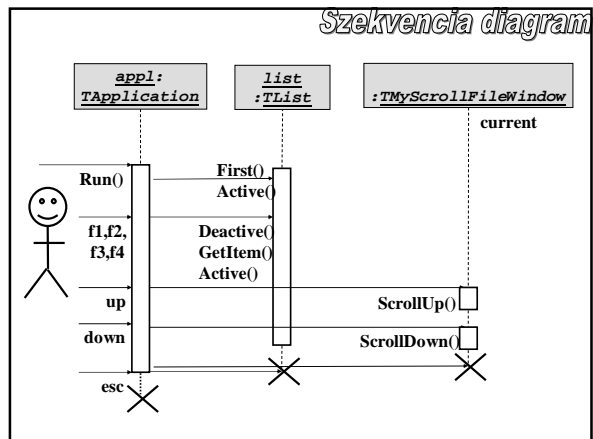 Szekvencia diagram
appl:
TApplication
list
:TList
:TMyScrollFileWindow
current
Run()
First()
Active()
f1,f2,
f3,f4
Deactive()
GetItem()
Active()
up
ScrollUp()
down
ScrollDown()
esc